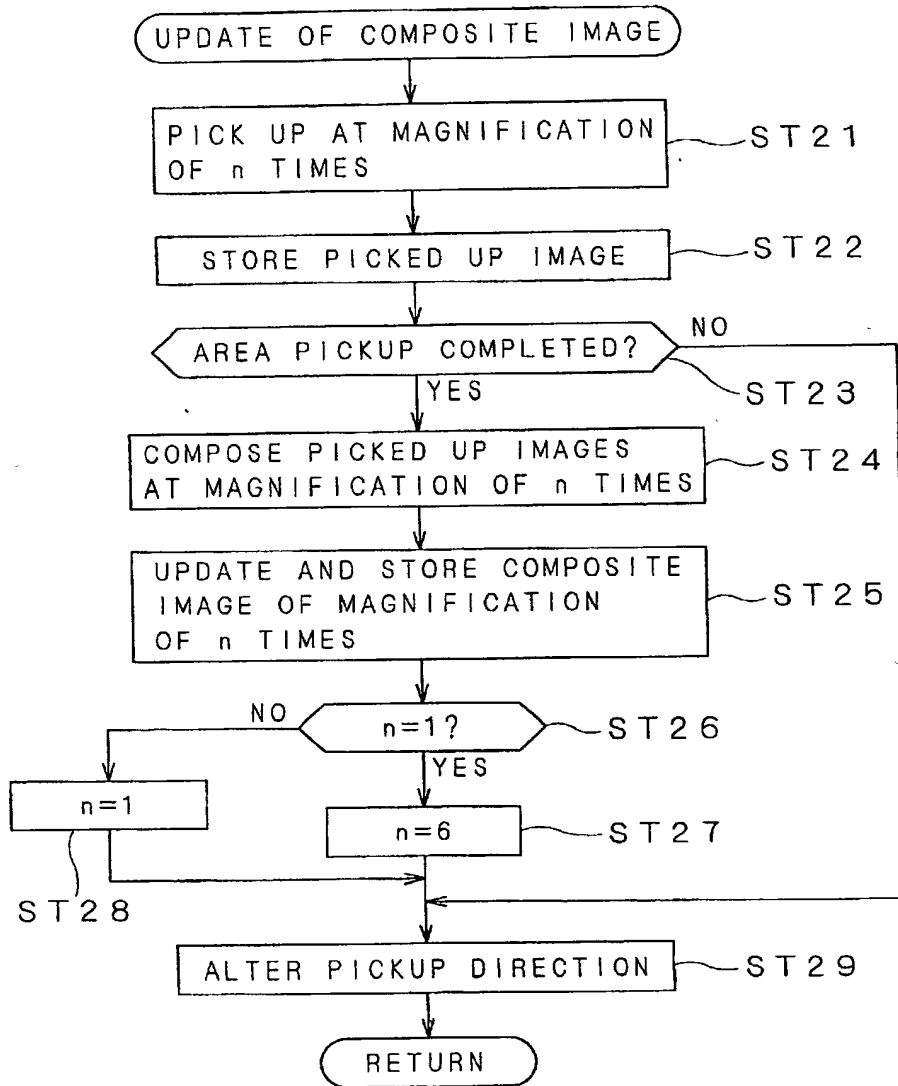 UPDATE OF COMPOSITE IMAGE
PICK UP AT MAGNIFICATION
OF n TIMES
ST21
STORE PICKED UP IMAGE
ST22
AREA PICKUP COMPLETED?
NO
YES
ST23
COMPOSE PICKED UP IMAGES
AT MAGNIFICATION OF n TIMES
ST24
UPDATE AND STORE COMPOSITE
IMAGE OF MAGNIFICATION
OF n TIMES
ST25
NO
n=1?
ST26
YES
n=1
n=6
ST27
ST28
ALTER PICKUP DIRECTION
ST29
RETURN